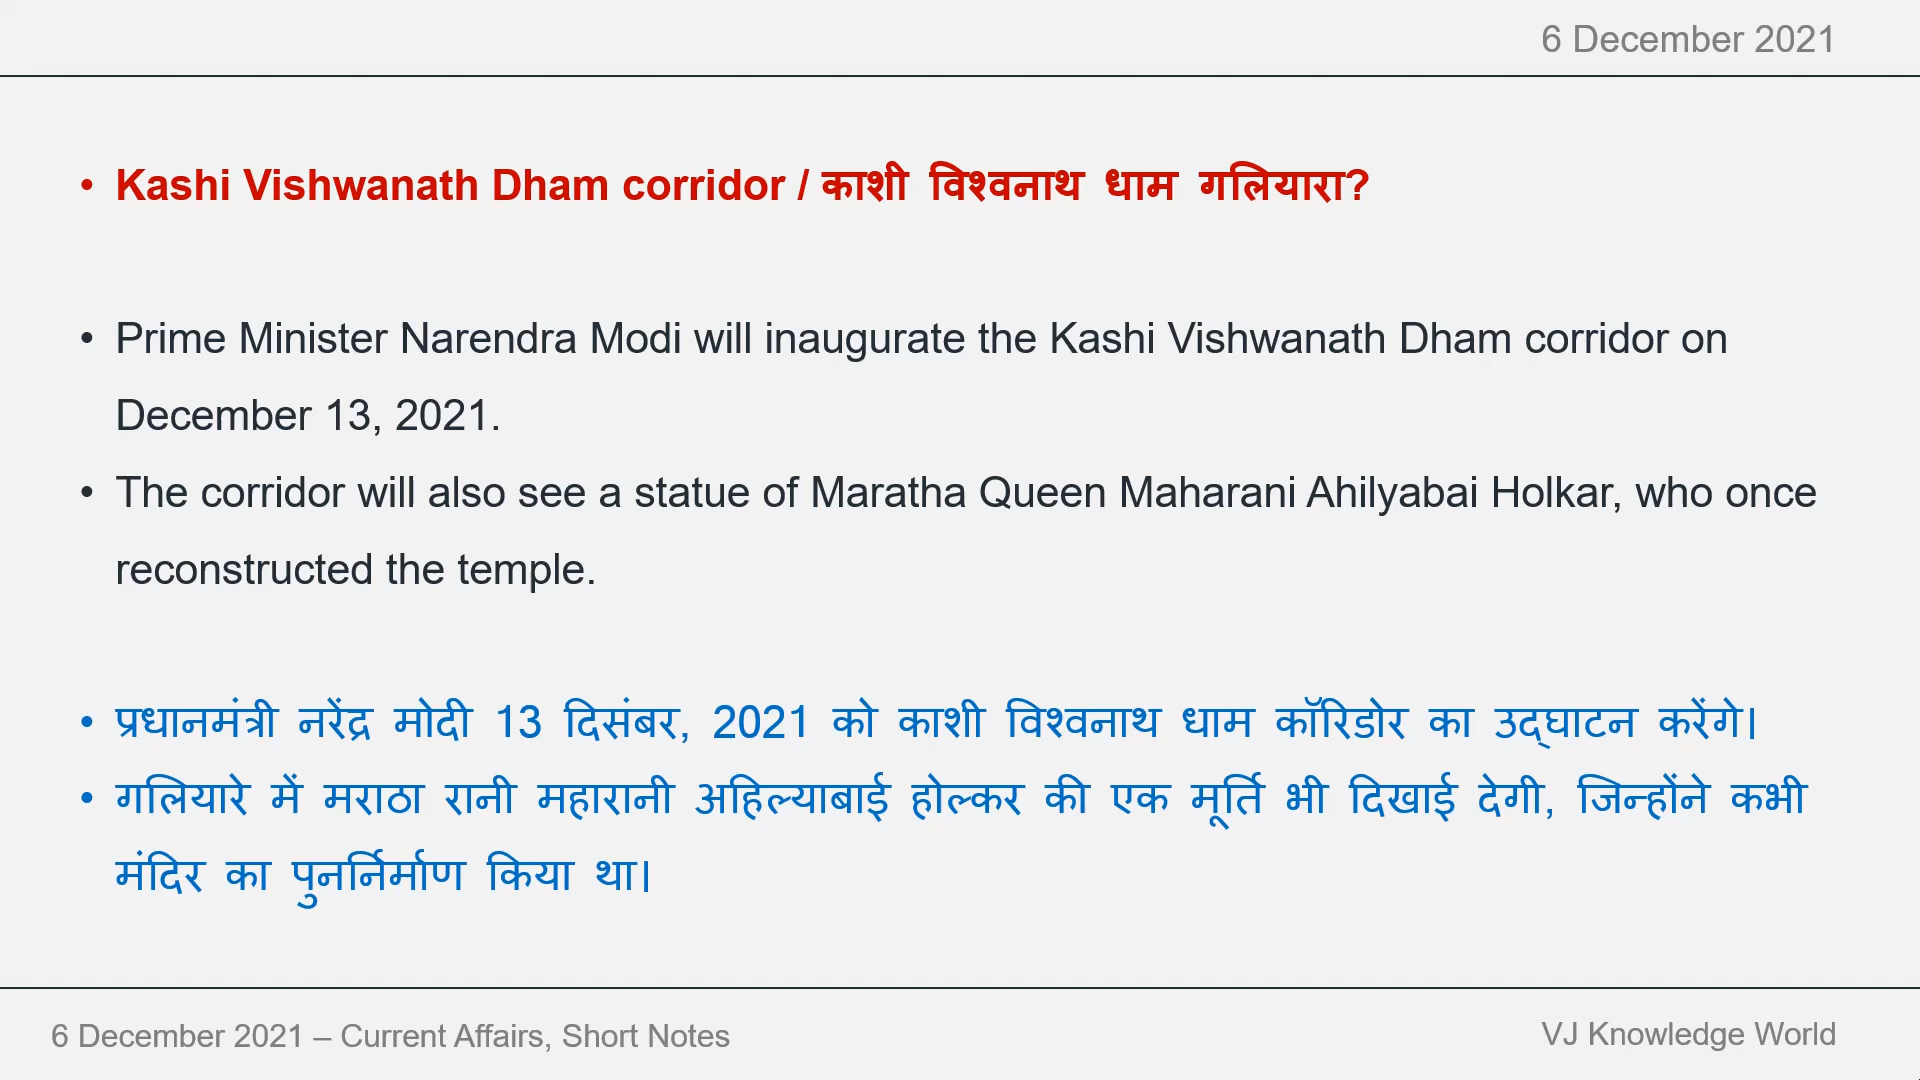 6 December 2021
• Kashi Vishwanath Dham corridor / काशी विश्वनाथ धाम गलियारा?
• Prime Minister Narendra Modi will inaugurate the Kashi Vishwanath Dham corridor on
December 13, 2021.
• The corridor will also see a statue of Maratha Queen Maharani Ahilyabai Holkar, who once
reconstructed the temple.
• प्रधानमंत्री नरेंद्र मोदी 13 दिसंबर, 2021 को काशी विश्वनाथ धाम कॉरिडोर का उद्घाटन करेंगे।
• गलियारे में मराठा रानी महारानी अहिल्याबाई होल्कर की एक मूर्ति भी दिखाई देगी, जिन्होंने कभी
मंदिर का पुनर्निर्माण किया था।
6 December 2021 – Current Affairs, Short Notes
VJ Knowledge World